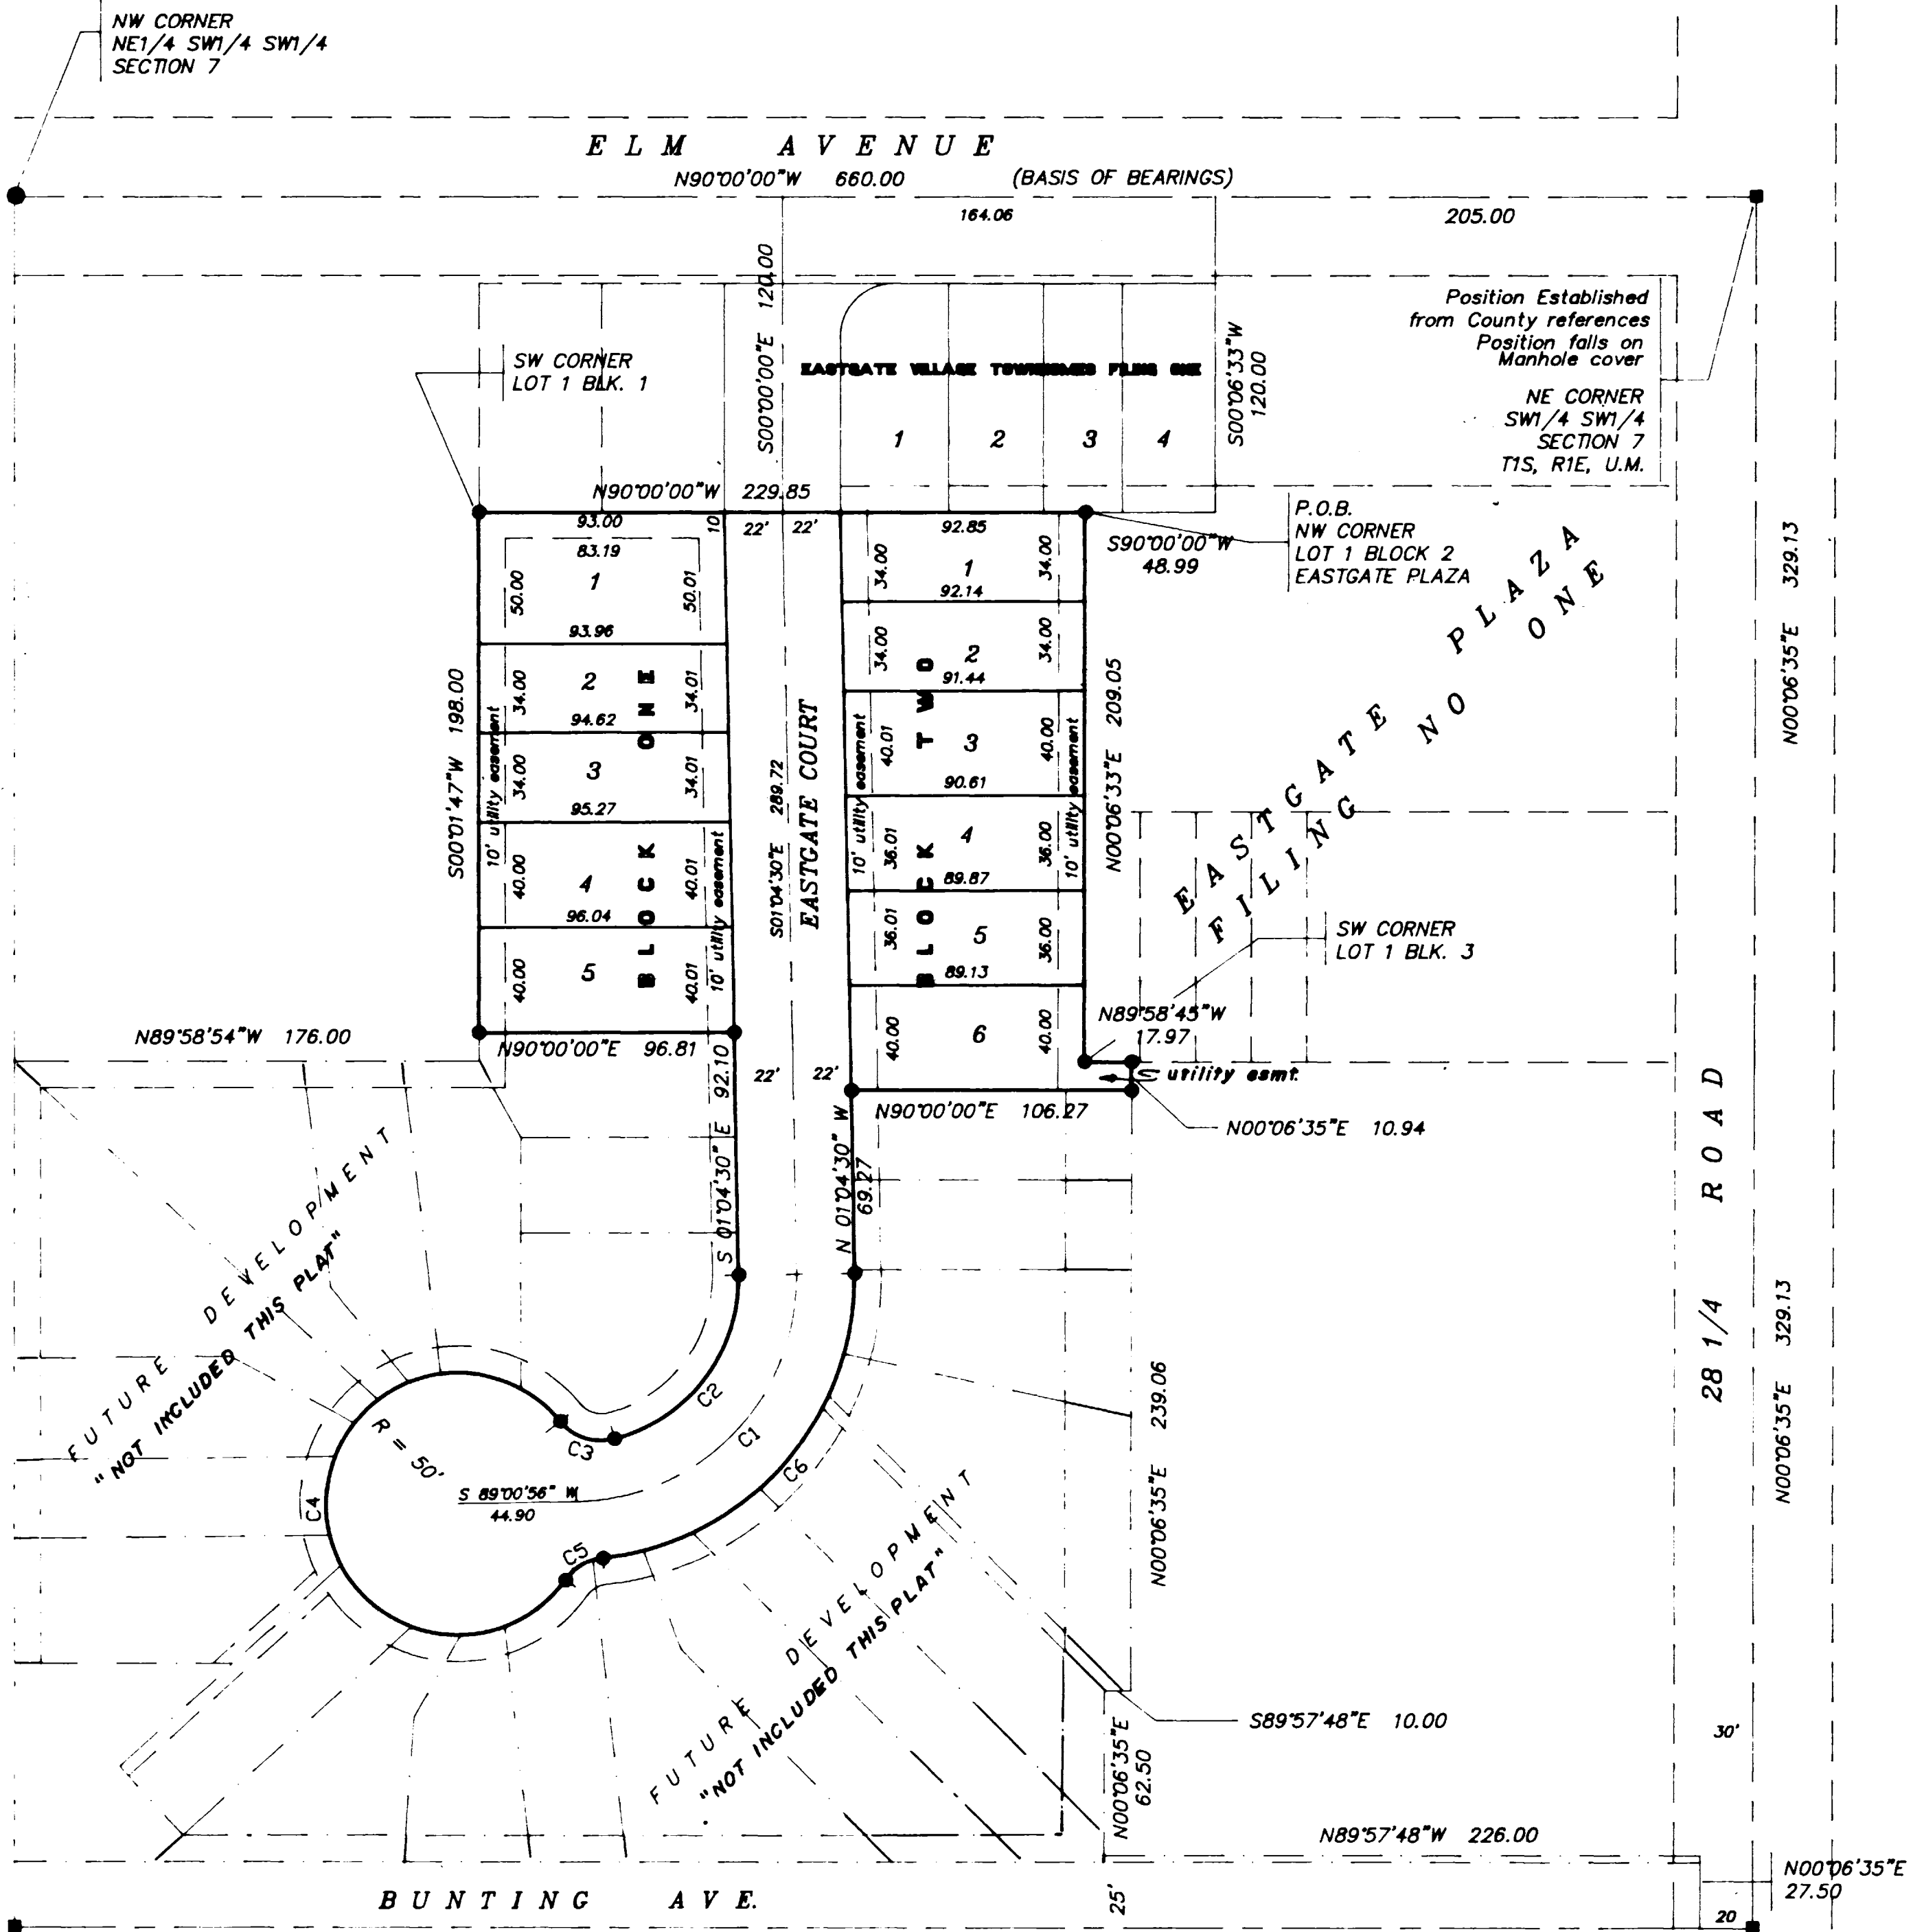 NW CORNER
NE1/4 SW1/4 SW1/4
SECTION 7
ELM AVENUE
N90°00'00"W 660.00 (BASIS OF BEARINGS)
164.06
205.00
S00°00'00"E 120.00
Position Established
from County references
Position falls on
Manhole cover
NE CORNER
SW1/4 SW1/4
SECTION 7
T1S, R1E, U.M.
SW CORNER
LOT 1 BLK. 1
EASTGATE VILLAGE TOWNHOMES FILING ONE
1 2 3 4
S00°06'33"W
120.00
N90°00'00"W 229.85
93.00
10
22' 22'
92.85
S90°00'00"W
48.99
P.O.B.
NW CORNER
LOT 1 BLOCK 2
EASTGATE PLAZA
EASTGATE PLAZA
FILING NO ONE
N00°06'35"E 329.13
83.19
1
50.00
50.01
93.96
2
34.00
34.01
94.62
3
34.00
34.01
95.27
4
40.00
40.01
96.04
5
40.00
40.01
BLOCK ONE
10' utility easement
10' utility easement
S00°01'47"W 198.00
S01°04'30"E 289.72
EASTGATE COURT
34.00
1
34.00
92.14
34.00
2
34.00
91.44
40.01
3
40.00
90.61
36.01
4
36.00
89.87
36.01
5
36.00
89.13
40.00
6
40.00
BLOCK TWO
10' utility easement
10' utility easement
N00°06'33"E 209.05
SW CORNER
LOT 1 BLK. 3
N89°58'45"W
17.97
utility esmt.
N89°58'54"W 176.00
N90°00'00"E 96.81
22' 22'
N90°00'00"E 106.27
N00°06'35"E 10.94
S 01°04'30" E 92.10
N 01°04'30" W
69.27
28 1/4 ROAD
N00°06'35"E 329.13
FUTURE DEVELOPMENT
"NOT INCLUDED THIS PLAT"
R = 50'
C2
C3
C1
C6
C4
C5
S 89°00'56" W
44.90
N00°06'35"E 239.06
FUTURE DEVELOPMENT
"NOT INCLUDED THIS PLAT"
S89°57'48"E 10.00
N00°06'35"E
62.50
30'
N89°57'48"W 226.00
N00°06'35"E
27.50
BUNTING AVE.
25'
20